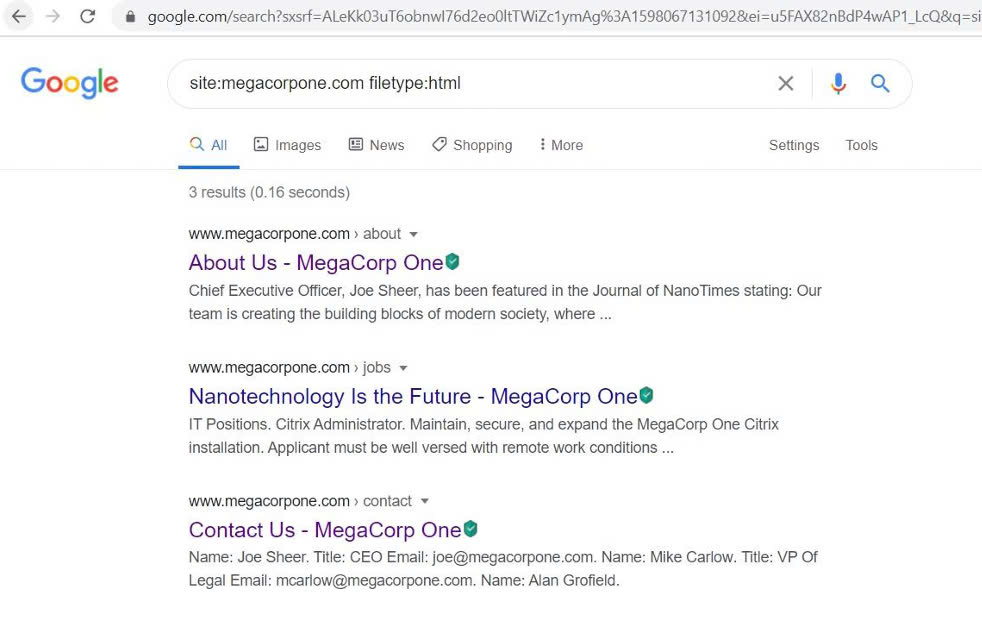 google.com/search?sxsrf=ALeKk03uT6obnwI76d2eo0ItTWiZc1ymAg%3A1598067131092&ei=u5FAX82nBdP4wAP1_LcQ&q=si
Google
site:megacorpone.com filetype:html
All Images News Shopping More Settings Tools
3 results (0.16 seconds)
www.megacorpone.com › about
About Us - MegaCorp One
Chief Executive Officer, Joe Sheer, has been featured in the Journal of NanoTimes stating: Our
team is creating the building blocks of modern society, where ...
www.megacorpone.com › jobs
Nanotechnology Is the Future - MegaCorp One
IT Positions. Citrix Administrator. Maintain, secure, and expand the MegaCorp One Citrix
installation. Applicant must be well versed with remote work conditions ...
www.megacorpone.com › contact
Contact Us - MegaCorp One
Name: Joe Sheer. Title: CEO Email: joe@megacorpone.com. Name: Mike Carlow. Title: VP Of
Legal Email: mcarlow@megacorpone.com. Name: Alan Grofield.